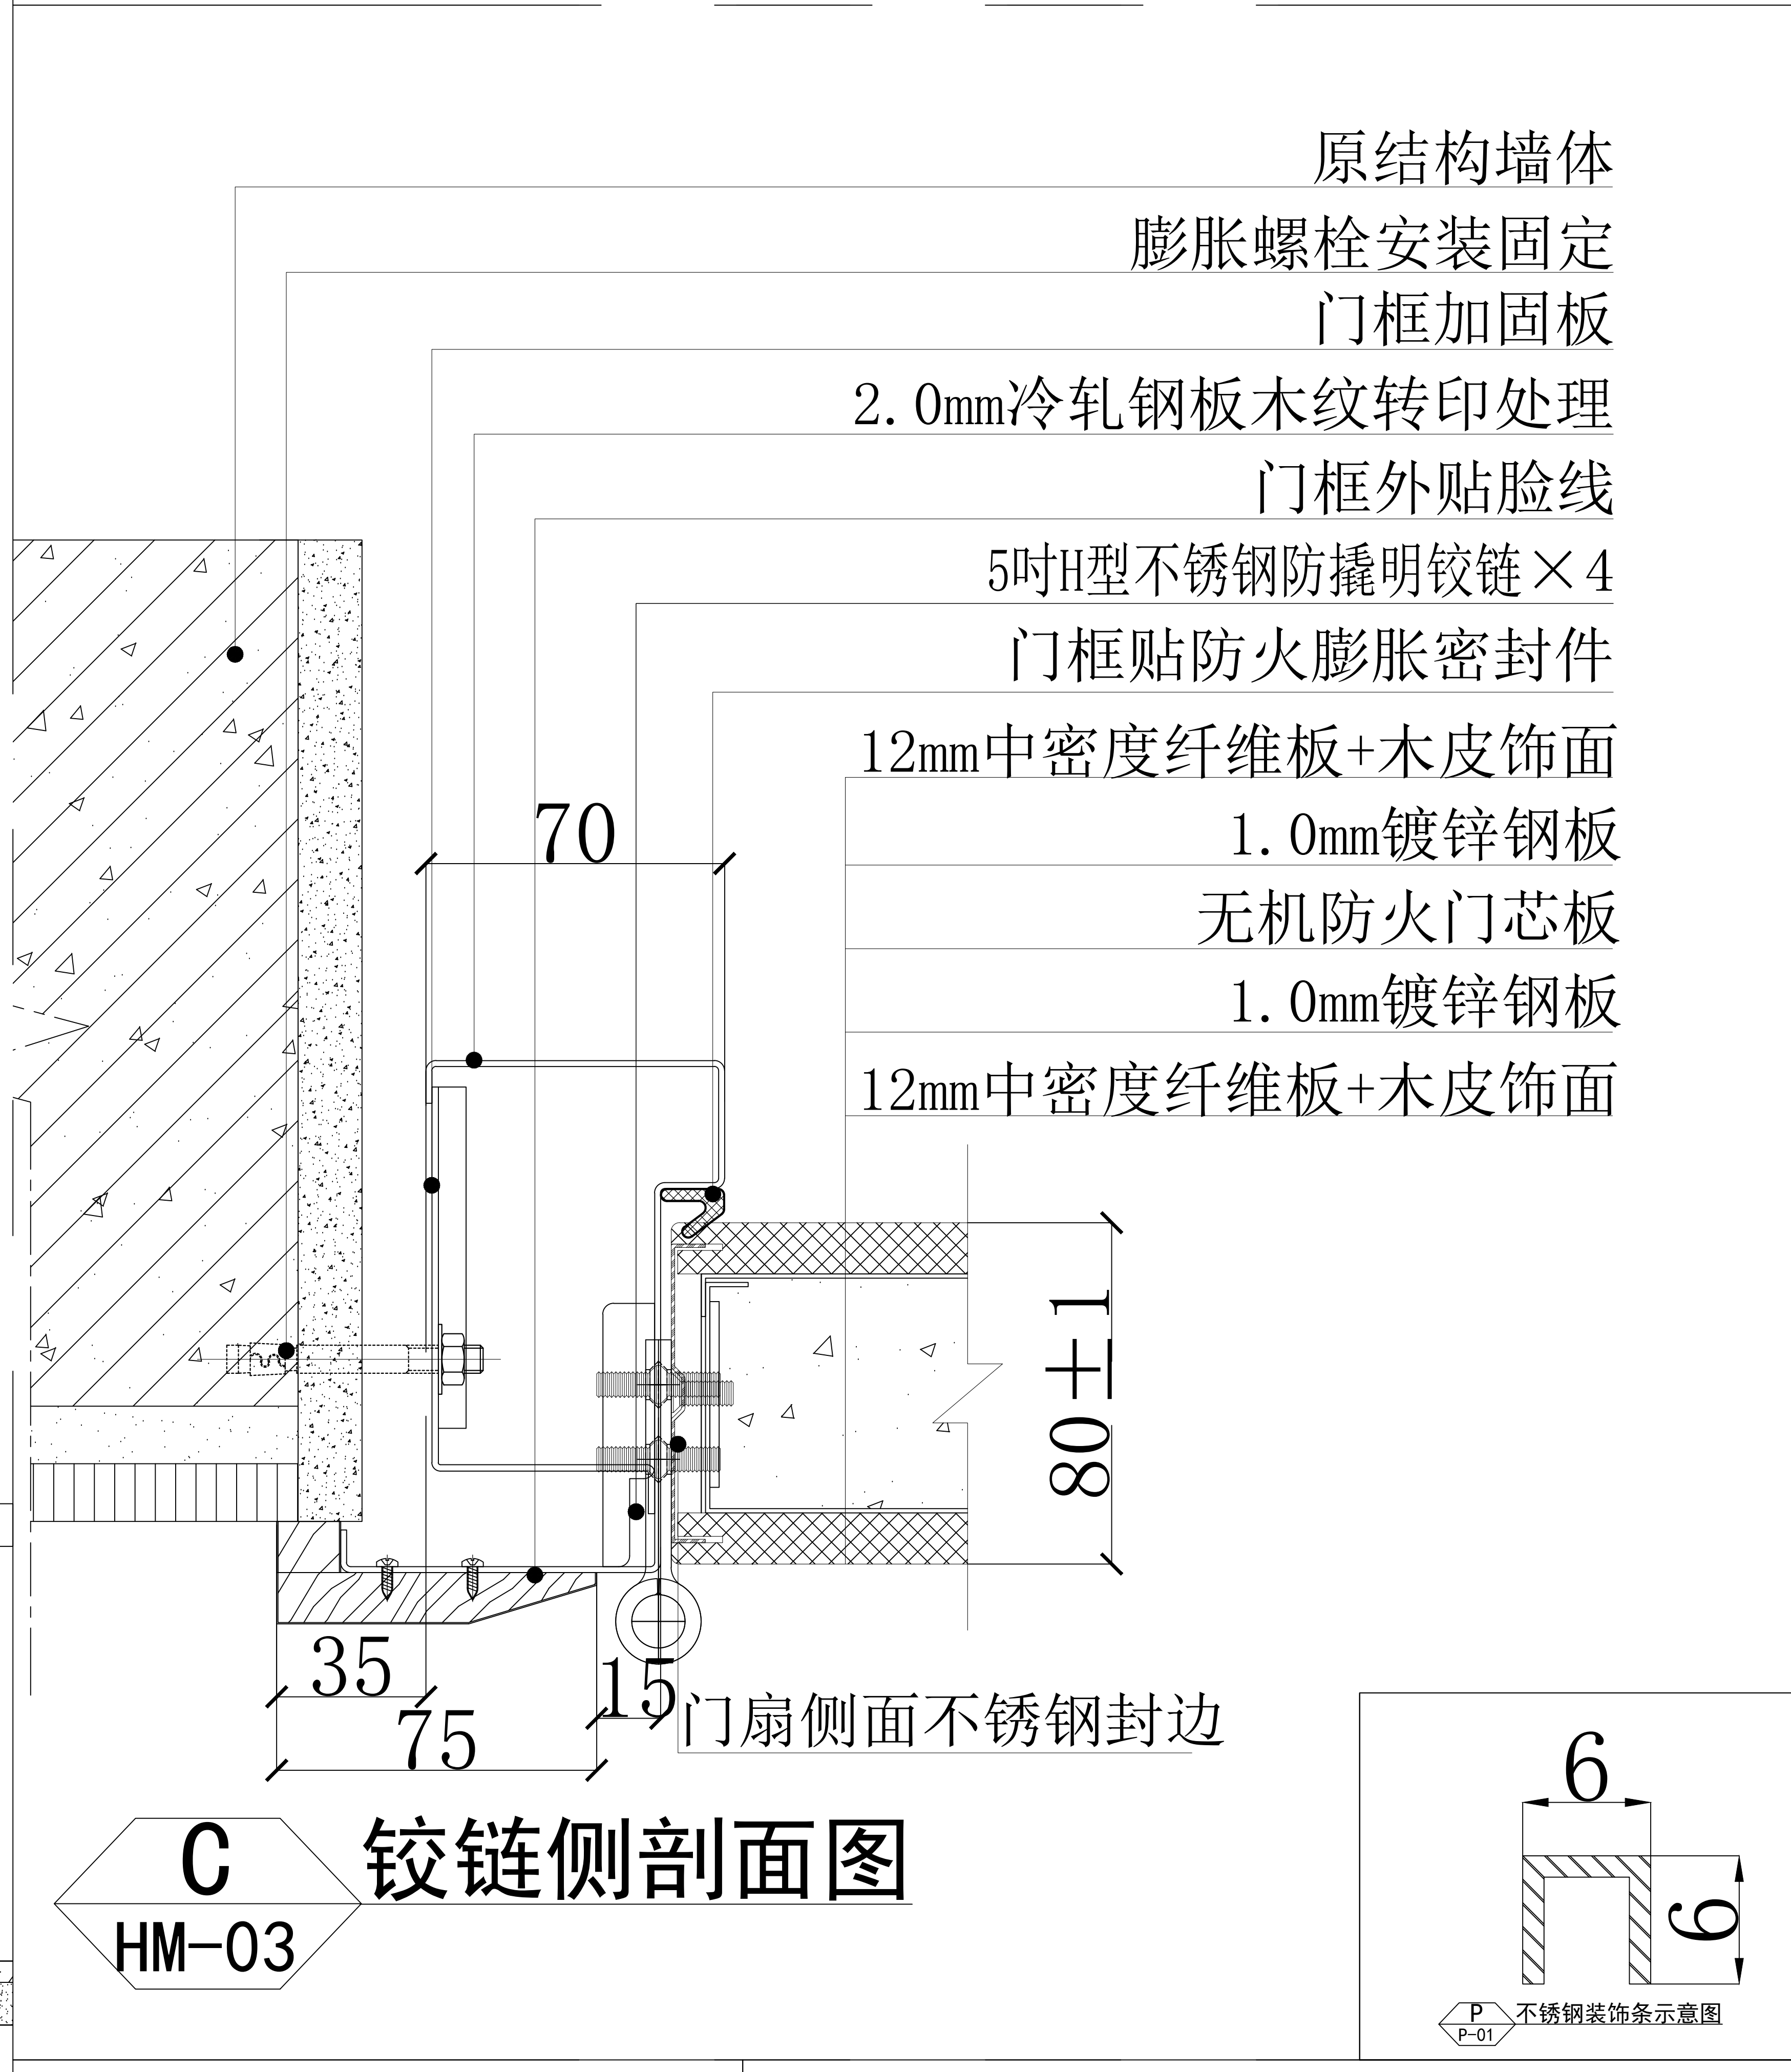 原结构墙体
膨胀螺栓安装固定
门框加固板
2.0mm冷轧钢板木纹转印处理
门框外贴脸线
5吋H型不锈钢防撬明铰链×4
门框贴防火膨胀密封件
12mm中密度纤维板+木皮饰面
70
1.0mm镀锌钢板
无机防火门芯板
1.0mm镀锌钢板
12mm中密度纤维板+木皮饰面
80±1
35
15
75
门扇侧面不锈钢封边
C
HM-03
铰链侧剖面图
6
6
P
P-01
不锈钢装饰条示意图